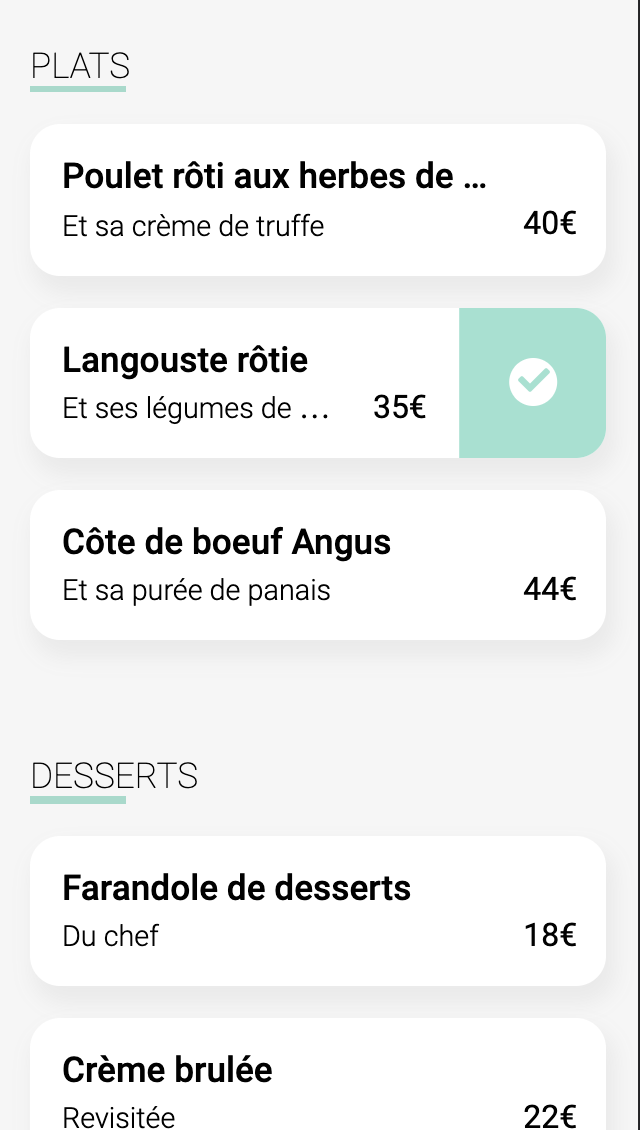 PLATS
Poulet rôti aux herbes de ...
Et sa crème de truffe 40€
Langouste rôtie
Et ses légumes de ... 35€
Côte de boeuf Angus
Et sa purée de panais 44€
DESSERTS
Farandole de desserts
Du chef 18€
Crème brulée
Revisitée 22€